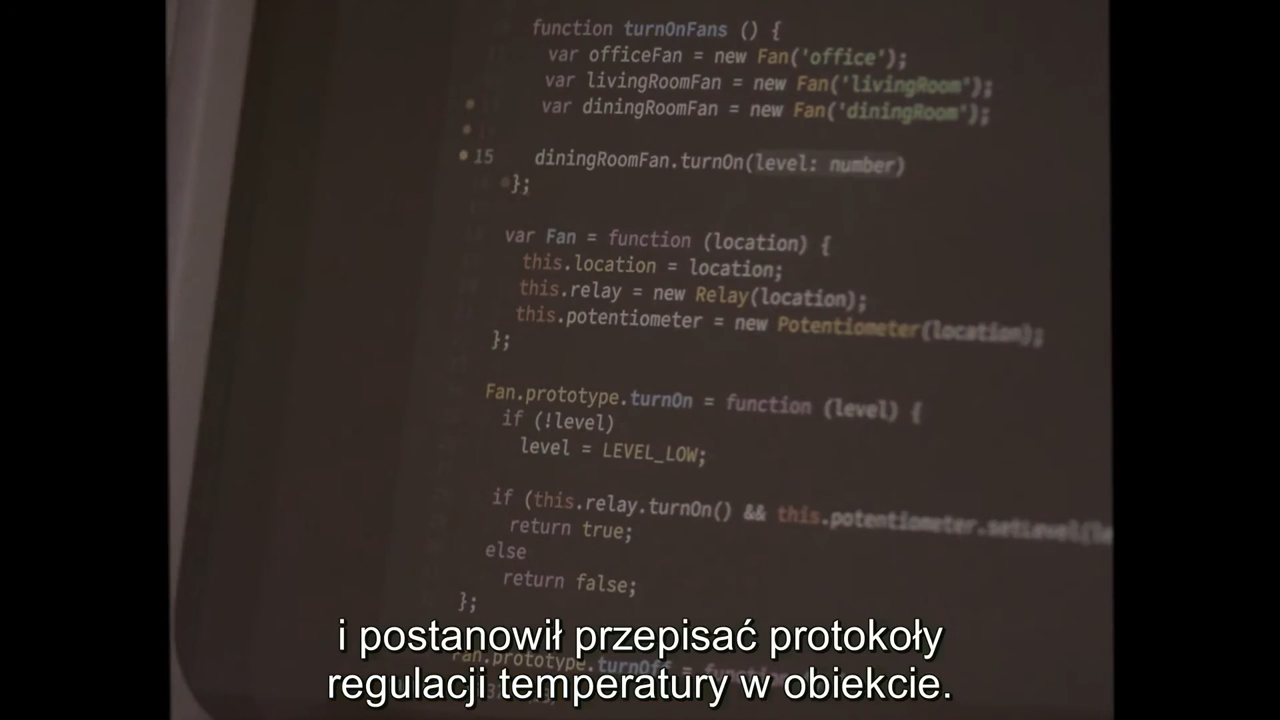 function turnOnFans () {
var officeFan = new Fan('office');
var livingRoomFan = new Fan('livingRoom');
var diningRoomFan = new Fan('diningRoom');
15 diningRoomFan.turnOn(level: number)
};
var Fan = function (location) {
this.location = location;
this.relay = new Relay(location);
this.potentiometer = new Potentiometer(location);
};
Fan.prototype.turnOn = function (level) {
if (!level)
level = LEVEL_LOW;
if (this.relay.turnOn() && this.potentiometer.setLevel(le
return true;
else
return false;
};
Fan.prototype.turnOff = function
i postanowił przepisać protokoły
regulacji temperatury w obiekcie.